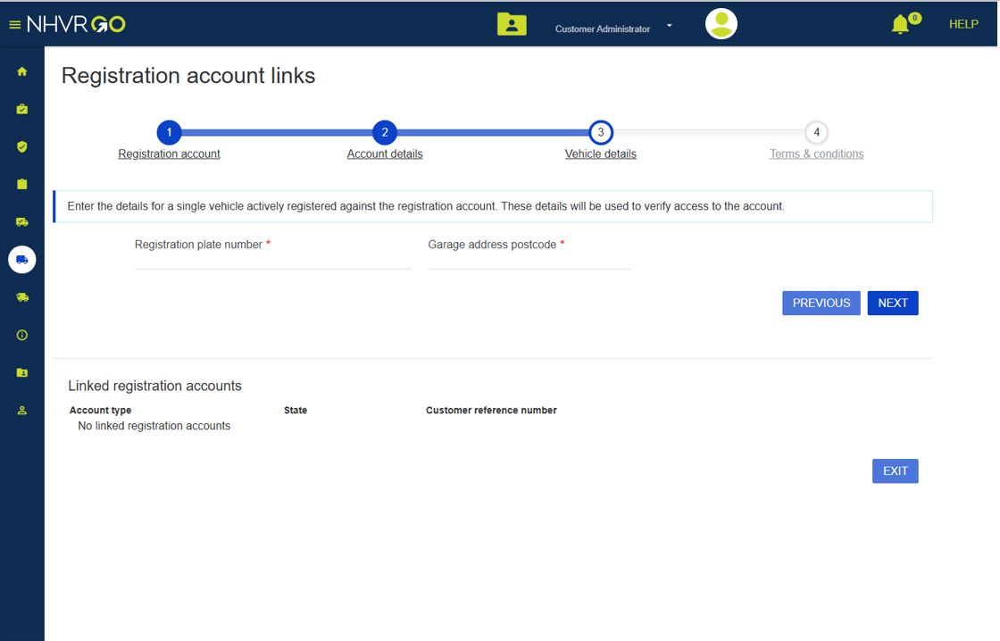 NHVR GO
Customer Administrator
0
HELP
Registration account links
1
2
3
4
Registration account
Account details
Vehicle details
Terms & conditions
Enter the details for a single vehicle actively registered against the registration account. These details will be used to verify access to the account.
Registration plate number *
Garage address postcode *
PREVIOUS
NEXT
Linked registration accounts
Account type
State
Customer reference number
No linked registration accounts
EXIT